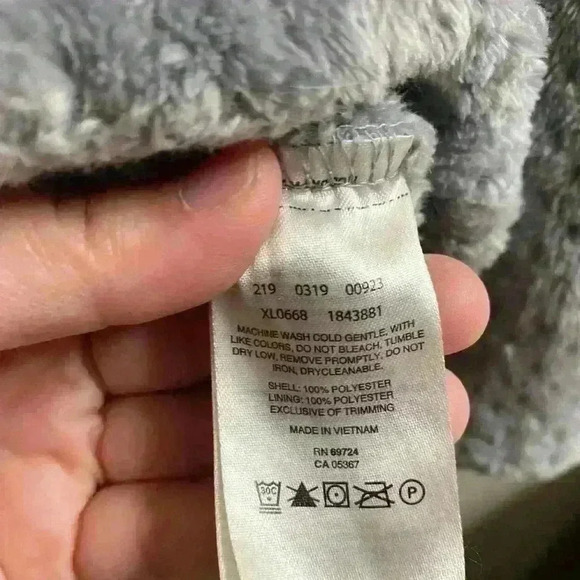 219 0319 00923
XL0668 1843881
MACHINE WASH COLD GENTLE. WITH
LIKE COLORS, DO NOT BLEACH, TUMBLE
DRY LOW, REMOVE PROMPTLY, DO NOT
IRON, DRYCLEANABLE.
SHELL: 100% POLYESTER
LINING: 100% POLYESTER
EXCLUSIVE OF TRIMMING
MADE IN VIETNAM
RN 69724
CA 05367
30C P